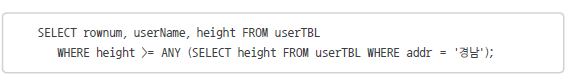 SELECT rownum, userName, height FROM userTBL
WHERE height >= ANY (SELECT height FROM userTBL WHERE addr = '경남');